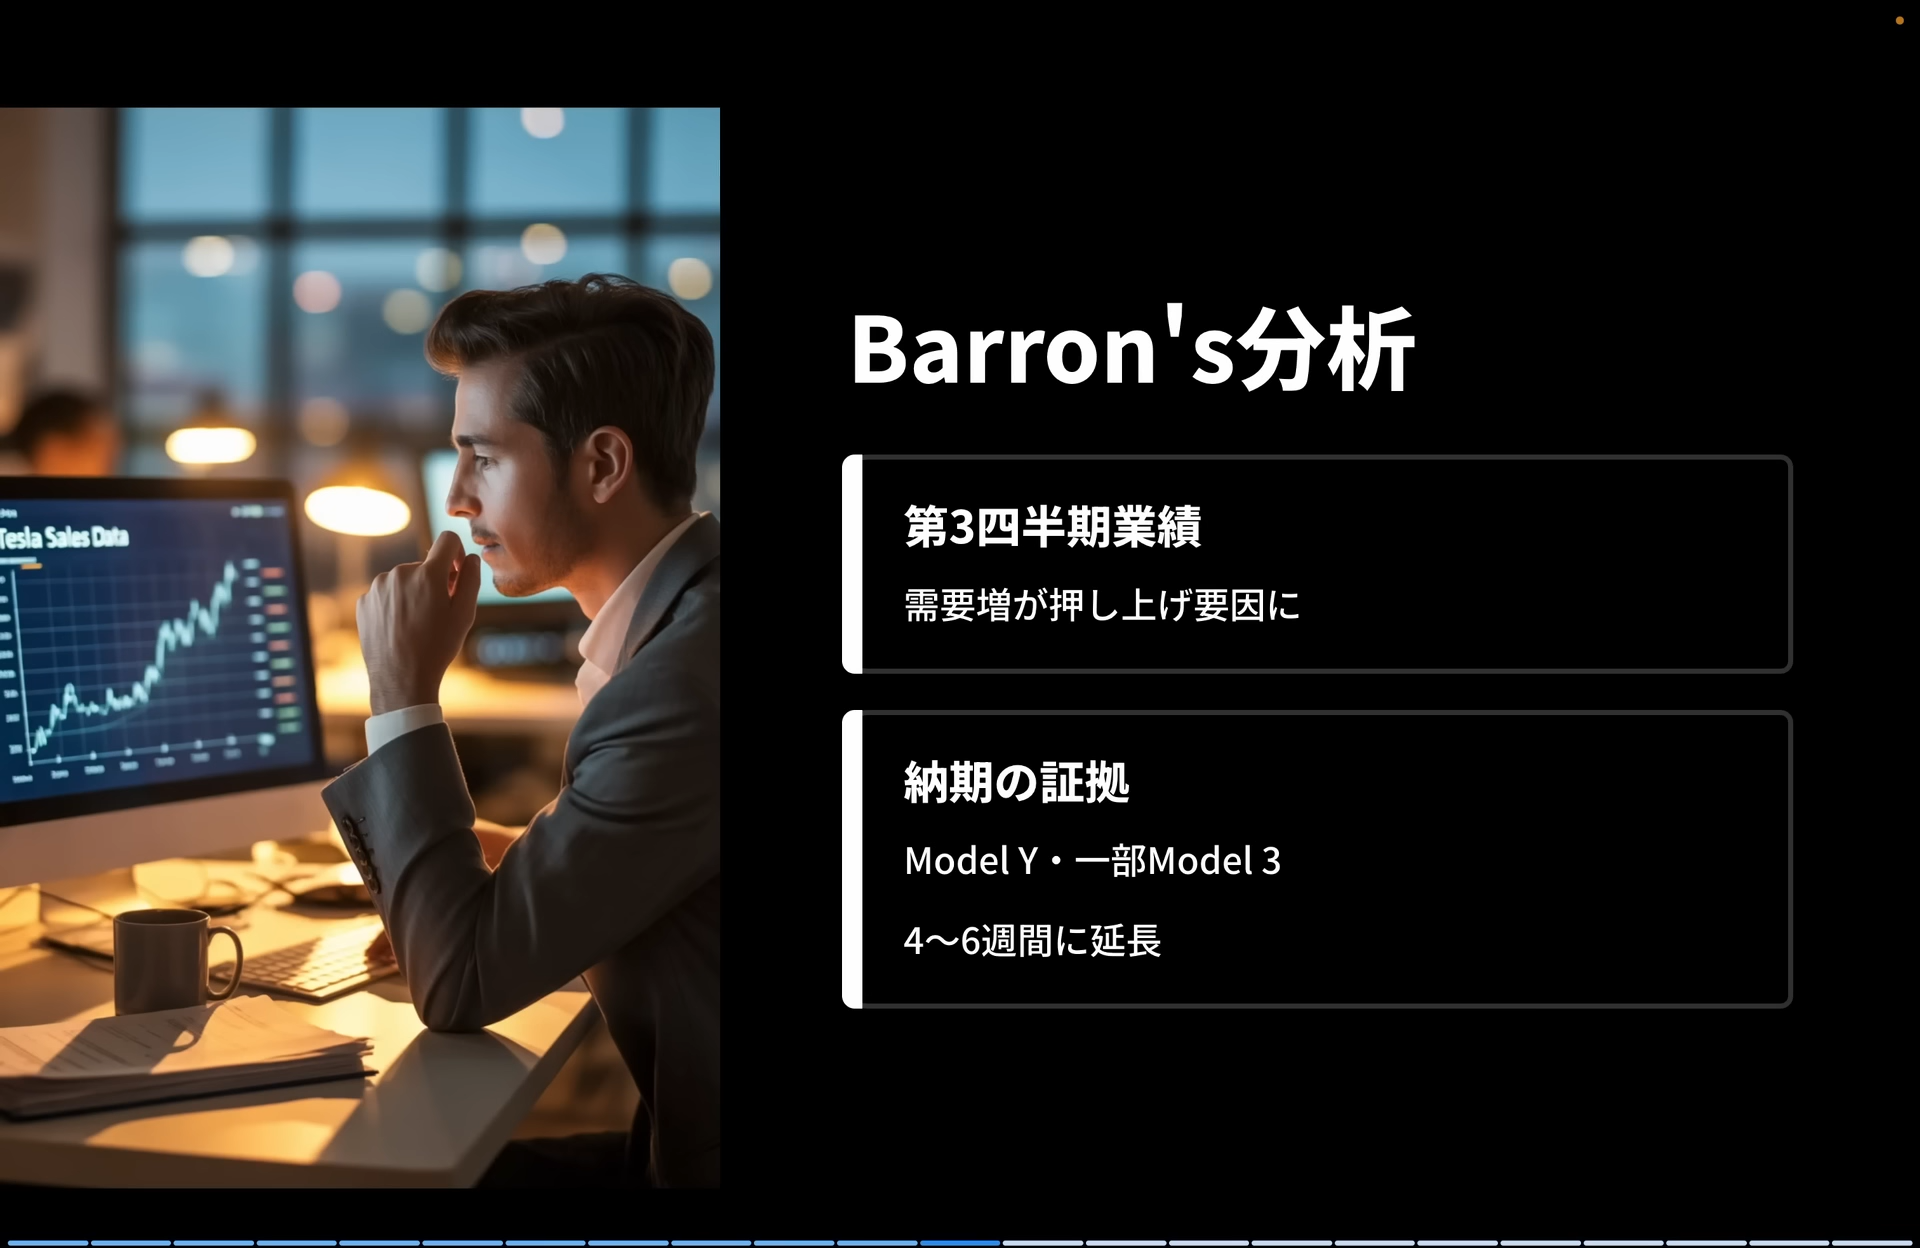 Barron's分析
第3四半期業績
需要増が押し上げ要因に
納期の証拠
Model Y・一部Model 3
4〜6週間に延長
Tesla Sales Data